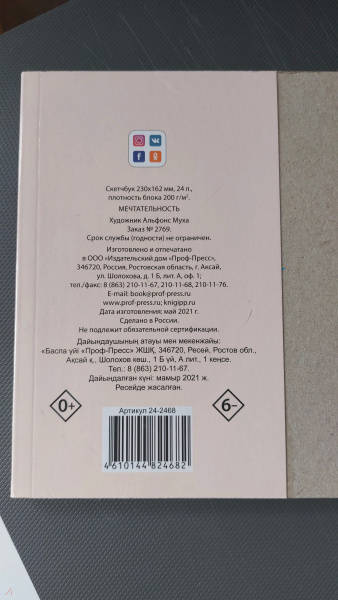 Скетчбук 230х162 мм, 24 л.,
плотность блока 200 г/м².
МЕЧТАТЕЛЬНОСТЬ
Художник Альфонс Муха
Заказ № 2769.
Срок службы (годности) не ограничен.
Изготовлено и отпечатано
в ООО «Издательский дом «Проф-Пресс»,
346720, Россия, Ростовская область, г. Аксай,
ул. Шолохова, д. 1 Б, лит. А, оф. 1;
тел./факс: 8 (863) 210-11-67, 210-11-68, 210-11-76.
E-mail: book@prof-press.ru
www.prof-press.ru; knigipp.ru
Дата изготовления: май 2021 г.
Сделано в России.
Не подлежит обязательной сертификации.
Дайындаушының атауы мен мекенжайы:
«Баспа үйі «Проф-Пресс» ЖШҚ, 346720, Ресей, Ростов обл.,
Ақсай қ., Шолохов көш., 1 Б үй, А лит., 1 кеңсе.
Тел.: 8 (863) 210-11-67.
Дайындалған күні: мамыр 2021 ж.
Ресейде жасалған.
0+
6–
Артикул 24-2468
4610144824682